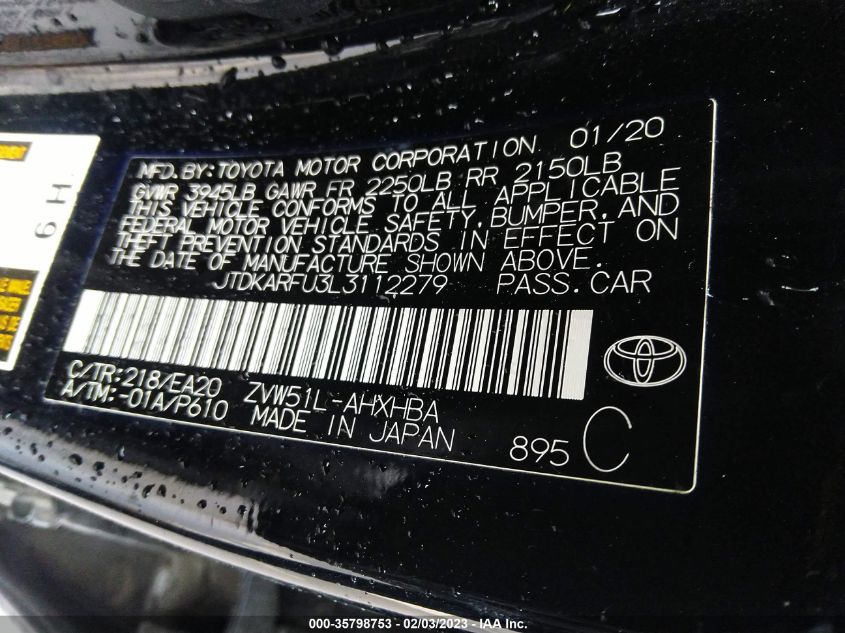 MFD. BY: TOYOTA MOTOR CORPORATION 01/20
GVWR 3945LB GAWR FR 2250LB RR 2150LB
THIS VEHICLE CONFORMS TO ALL APPLICABLE
FEDERAL MOTOR VEHICLE SAFETY, BUMPER, AND
THEFT PREVENTION STANDARDS IN EFFECT ON
THE DATE OF MANUFACTURE SHOWN ABOVE.
JTDKARFU3L3112279 PASS. CAR
C/TR: 218/EA20 ZVW51L-AHXHBA
A/TM: -01A/P610 MADE IN JAPAN
895 C
6 H
000-35798753 — 02/03/2023 — IAA Inc.